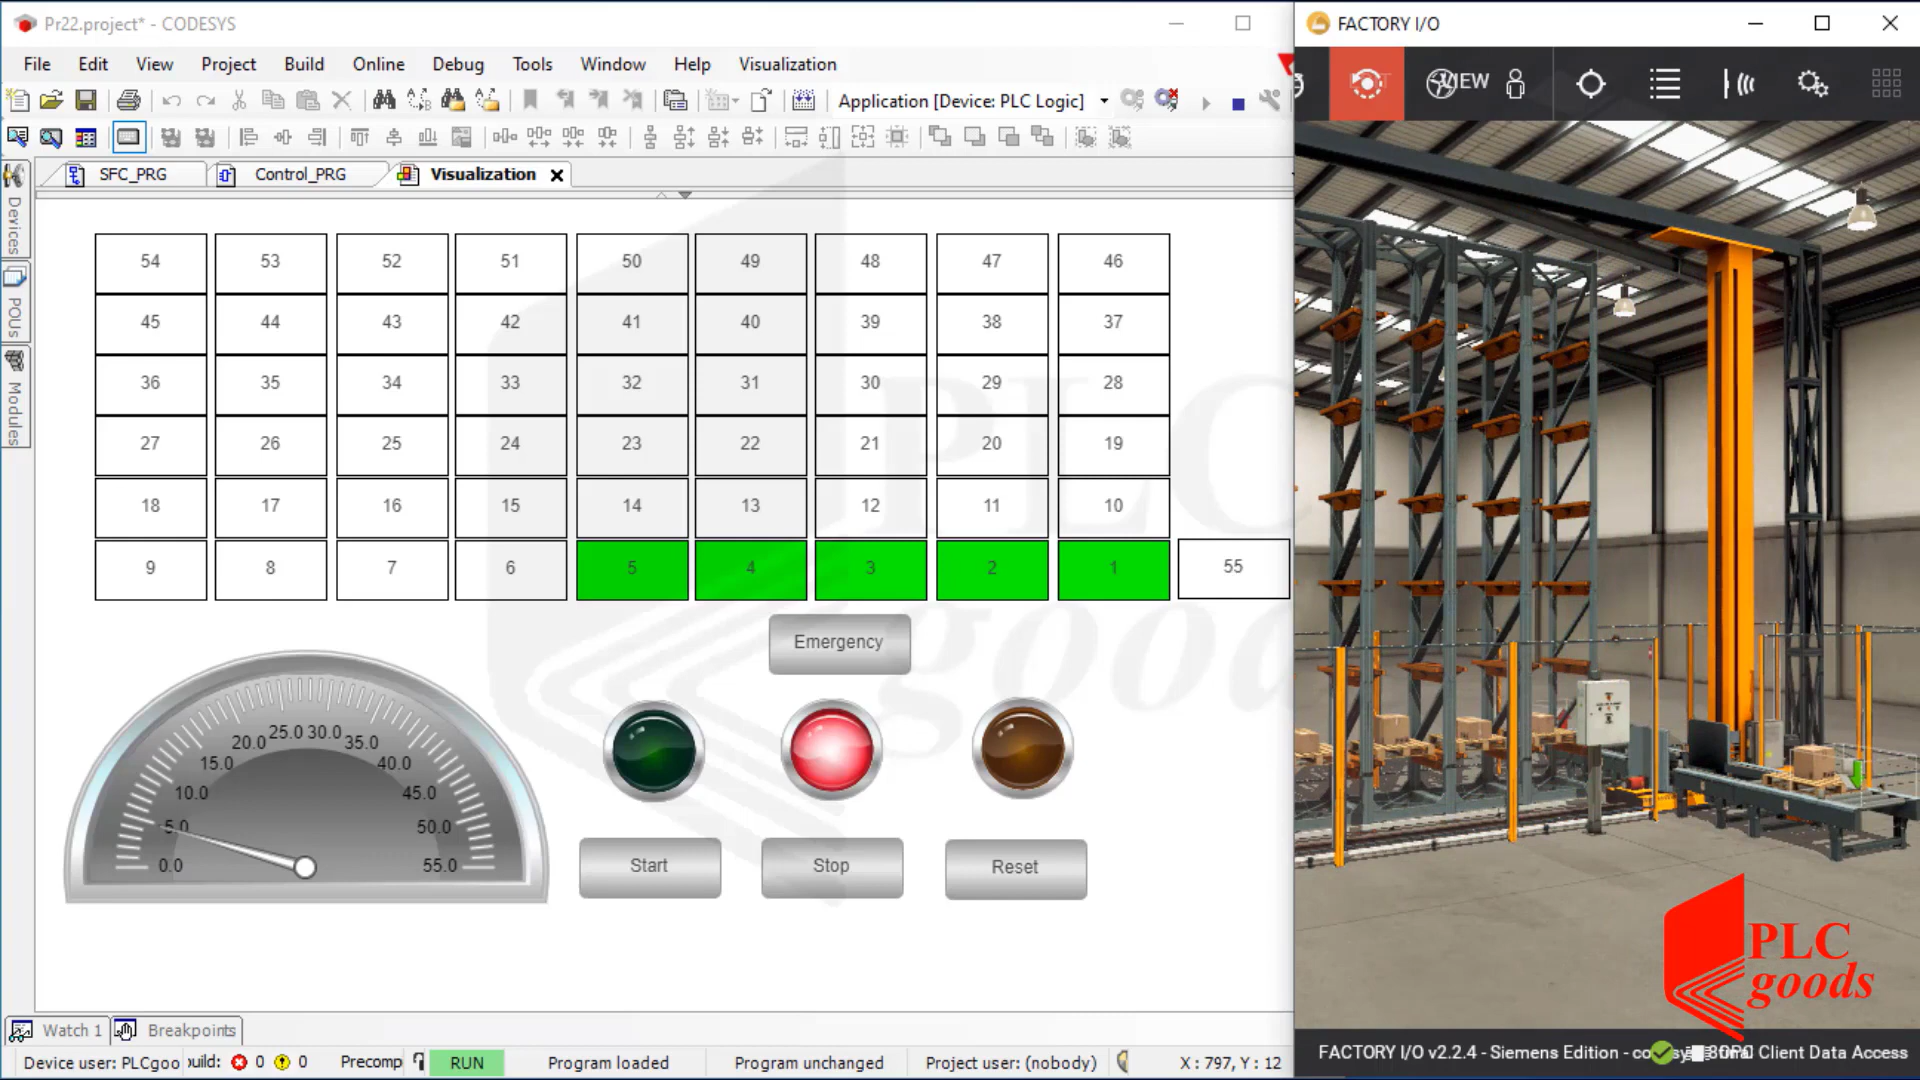 Pr22.project* - CODESYS
FACTORY I/O
File Edit View Project Build Online Debug Tools Window Help Visualization
VIEW
Application [Device: PLC Logic]
SFC_PRG Control_PRG Visualization
Devices
POUs
Modules
54 53 52 51 50 49 48 47 46
45 44 43 42 41 40 39 38 37
36 35 34 33 32 31 30 29 28
27 26 25 24 23 22 21 20 19
18 17 16 15 14 13 12 11 10
9 8 7 6 5 4 3 2 1 55
PLC
goods
Emergency
0.0 5.0 10.0 15.0 20.0 25.0 30.0 35.0 40.0 45.0 50.0 55.0
Start Stop Reset
PLC
goods
Watch 1 Breakpoints
Device user: PLCgoo uild: 0 0 Precomp RUN Program loaded Program unchanged Project user: (nobody) X : 797, Y : 12
FACTORY I/O v2.2.4 - Siemens Edition - Client Data Access